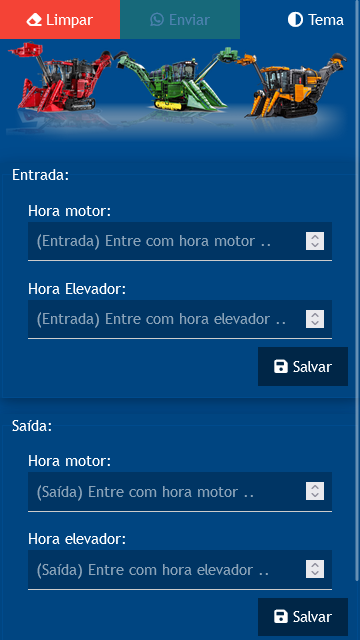 Limpar Enviar Tema
Entrada:
Hora motor:
(Entrada) Entre com hora motor ..
Hora Elevador:
(Entrada) Entre com hora elevador ..
Salvar
Saída:
Hora motor:
(Saída) Entre com hora motor ..
Hora elevador:
(Saída) Entre com hora elevador ..
Salvar